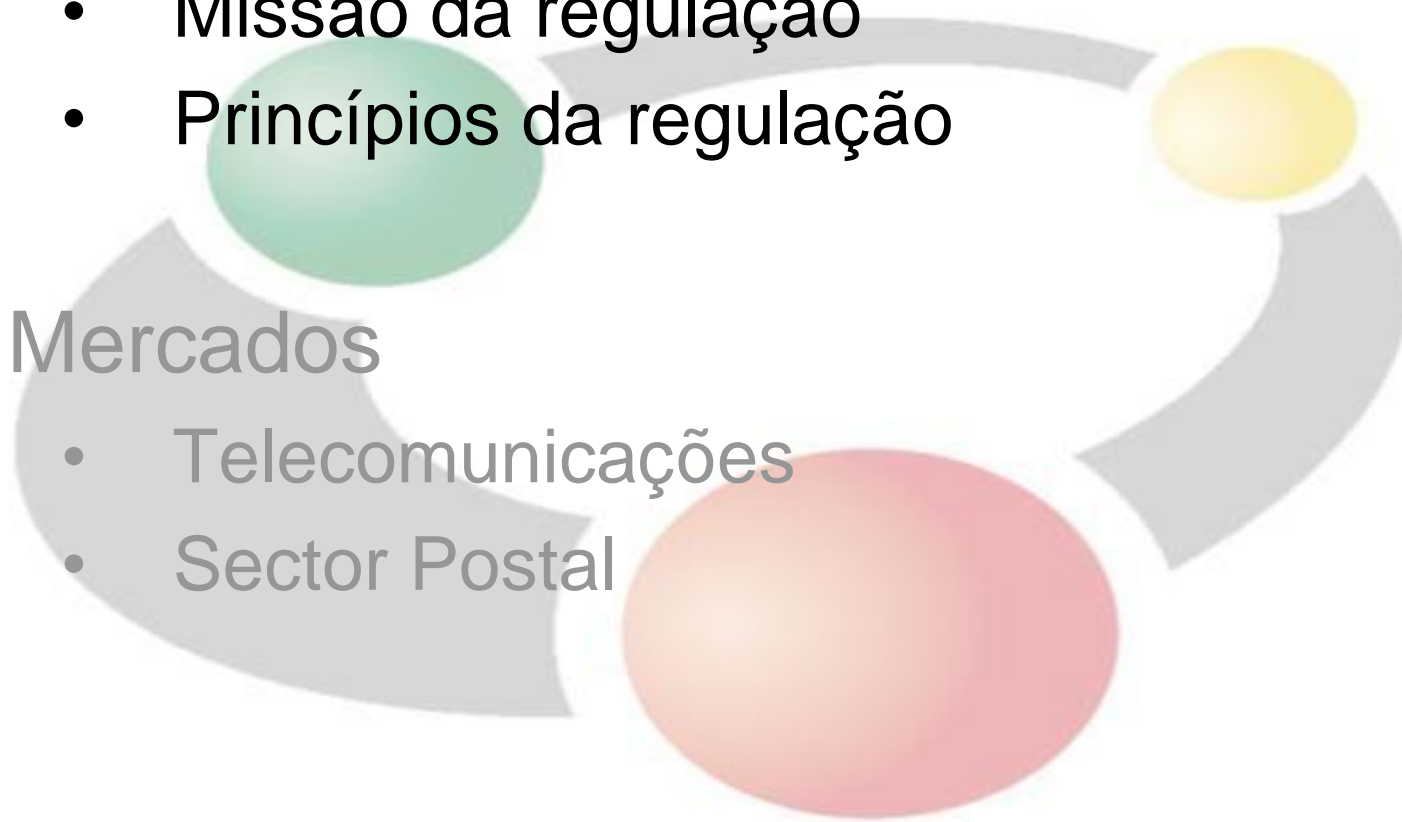 • Missão da regulação
• Princípios da regulação
Mercados
• Telecomunicações
• Sector Postal